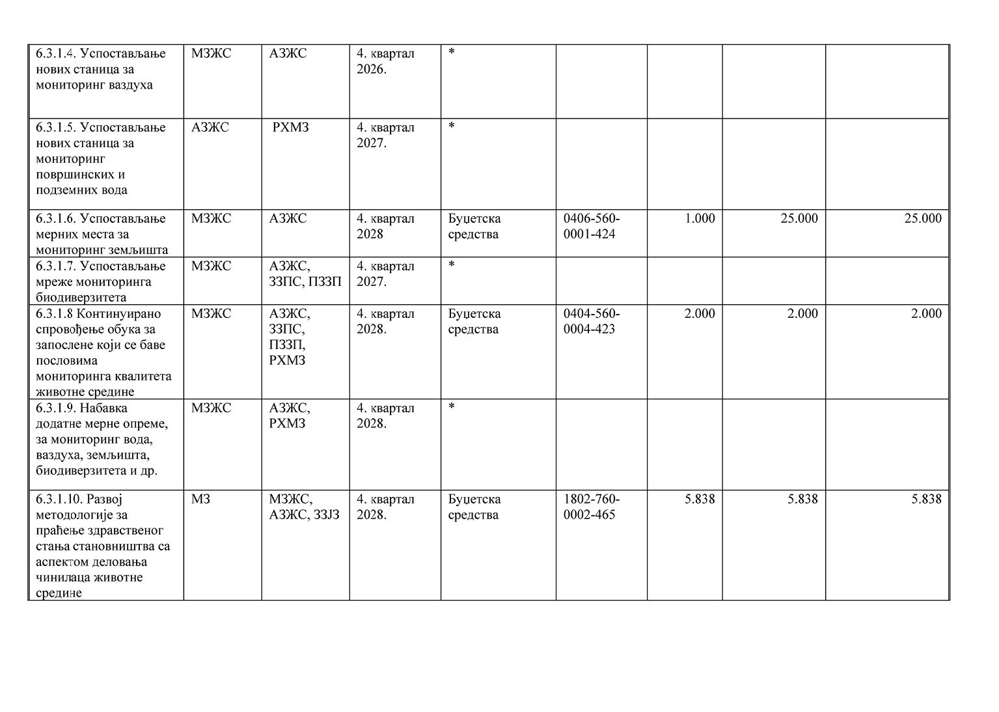 6.3.1.4. Успостављање
нових станица за
мониторинг ваздуха
МЗЖС
АЗЖС
4. квартал
2026.
*
6.3.1.5. Успостављање
нових станица за
мониторинг
површинских и
подземних вода
АЗЖС
РХМЗ
4. квартал
2027.
*
6.3.1.6. Успостављање
мерних места за
мониторинг земљишта
МЗЖС
АЗЖС
4. квартал
2028
Буџетска
средства
0406-560-
0001-424
1.000
25.000
25.000
6.3.1.7. Успостављање
мреже мониторинга
биодиверзитета
МЗЖС
АЗЖС,
ЗЗПС, ПЗЗП
4. квартал
2027.
*
6.3.1.8 Континуирано
спровођење обука за
запослене који се баве
пословима
мониторинга квалитета
животне средине
МЗЖС
АЗЖС,
ЗЗПС,
ПЗЗП,
РХМЗ
4. квартал
2028.
Буџетска
средства
0404-560-
0004-423
2.000
2.000
2.000
6.3.1.9. Набавка
додатне мерне опреме,
за мониторинг вода,
ваздуха, земљишта,
биодиверзитета и др.
МЗЖС
АЗЖС,
РХМЗ
4. квартал
2028.
*
6.3.1.10. Развој
методологије за
праћење здравственог
стања становништва са
аспектом деловања
чинилаца животне
средине
МЗ
МЗЖС,
АЗЖС, ЗЗЈЗ
4. квартал
2028.
Буџетска
средства
1802-760-
0002-465
5.838
5.838
5.838